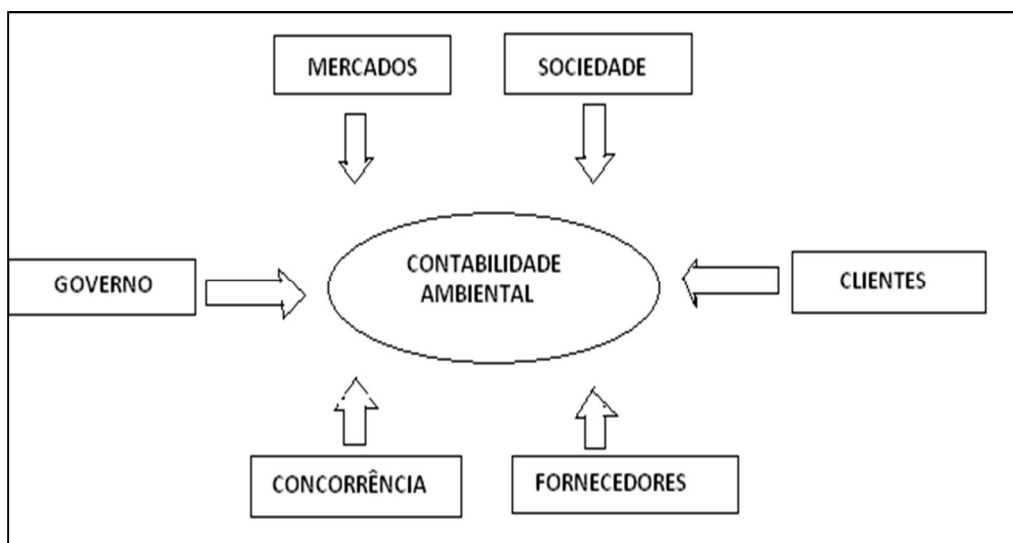 MERCADOS
SOCIEDADE
GOVERNO
CONTABILIDADE
AMBIENTAL
CLIENTES
CONCORRÊNCIA
FORNECEDORES